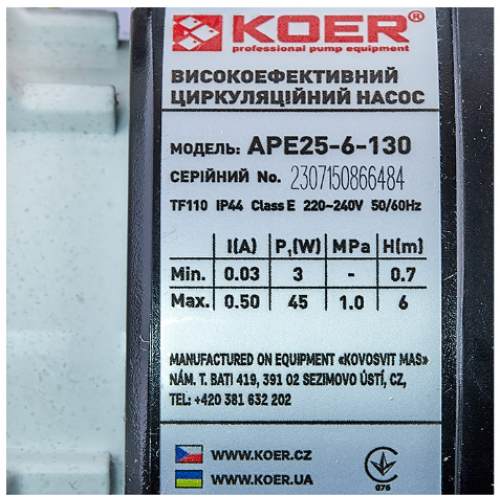 KOER®
professional pump equipment
ВИСОКОЕФЕКТИВНИЙ
ЦИРКУЛЯЦІЙНИЙ НАСОС
МОДЕЛЬ: APE25-6-130
СЕРІЙНИЙ No. 2307150866484
TF110 IP44 Class E 220~240V 50/60Hz
I(A) P₁(W) MPa H(m)
Min. 0.03 3 - 0.7
Max. 0.50 45 1.0 6
MANUFACTURED ON EQUIPMENT «KOVOSVIT MAS»
NÁM. T. BATI 419, 391 02 SEZIMOVO ÚSTÍ, CZ,
TEL: +420 381 632 202
WWW.KOER.CZ
WWW.KOER.UA
076